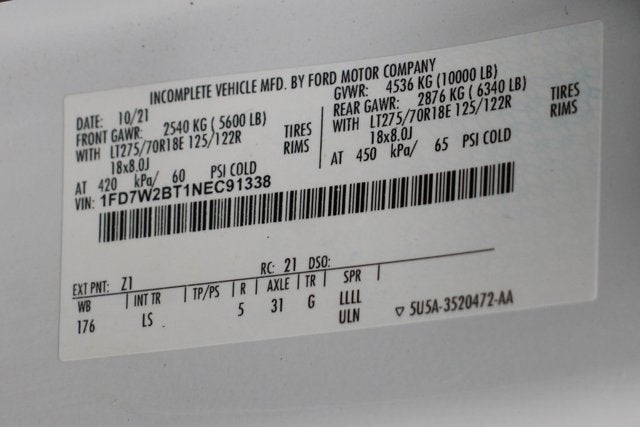 INCOMPLETE VEHICLE MFD. BY FORD MOTOR COMPANY
DATE: 10/21 GVWR: 4536 KG (10000 LB)
FRONT GAWR: 2540 KG ( 5600 LB) REAR GAWR: 2876 KG ( 6340 LB)
WITH LT275/70R18E 125/122R TIRES WITH LT275/70R18E 125/122R TIRES
18x8.0J RIMS 18x8.0J RIMS
AT 420 kPa/ 60 PSI COLD AT 450 kPa/ 65 PSI COLD
VIN: 1FD7W2BT1NEC91338
EXT PNT: Z1 RC: 21 DSO:
WB INT TR TP/PS R AXLE TR SPR
176 LS 5 31 G LLLL
ULN ▽ 5U5A-3520472-AA